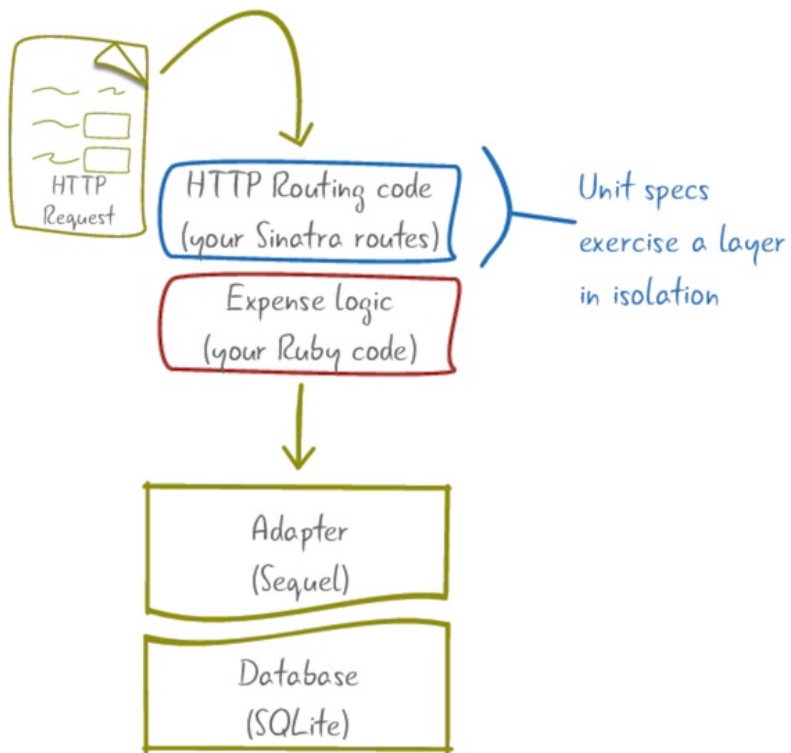 HTTP
Request
HTTP Routing code
(your Sinatra routes)
Unit specs
exercise a layer
in isolation
Expense logic
(your Ruby code)
Adapter
(Sequel)
Database
(SQLite)